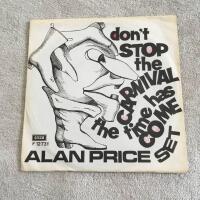 don't
STOP
the
CARNIVAL
the time has
COME
DECCA
F 12731
ALAN PRICE SET